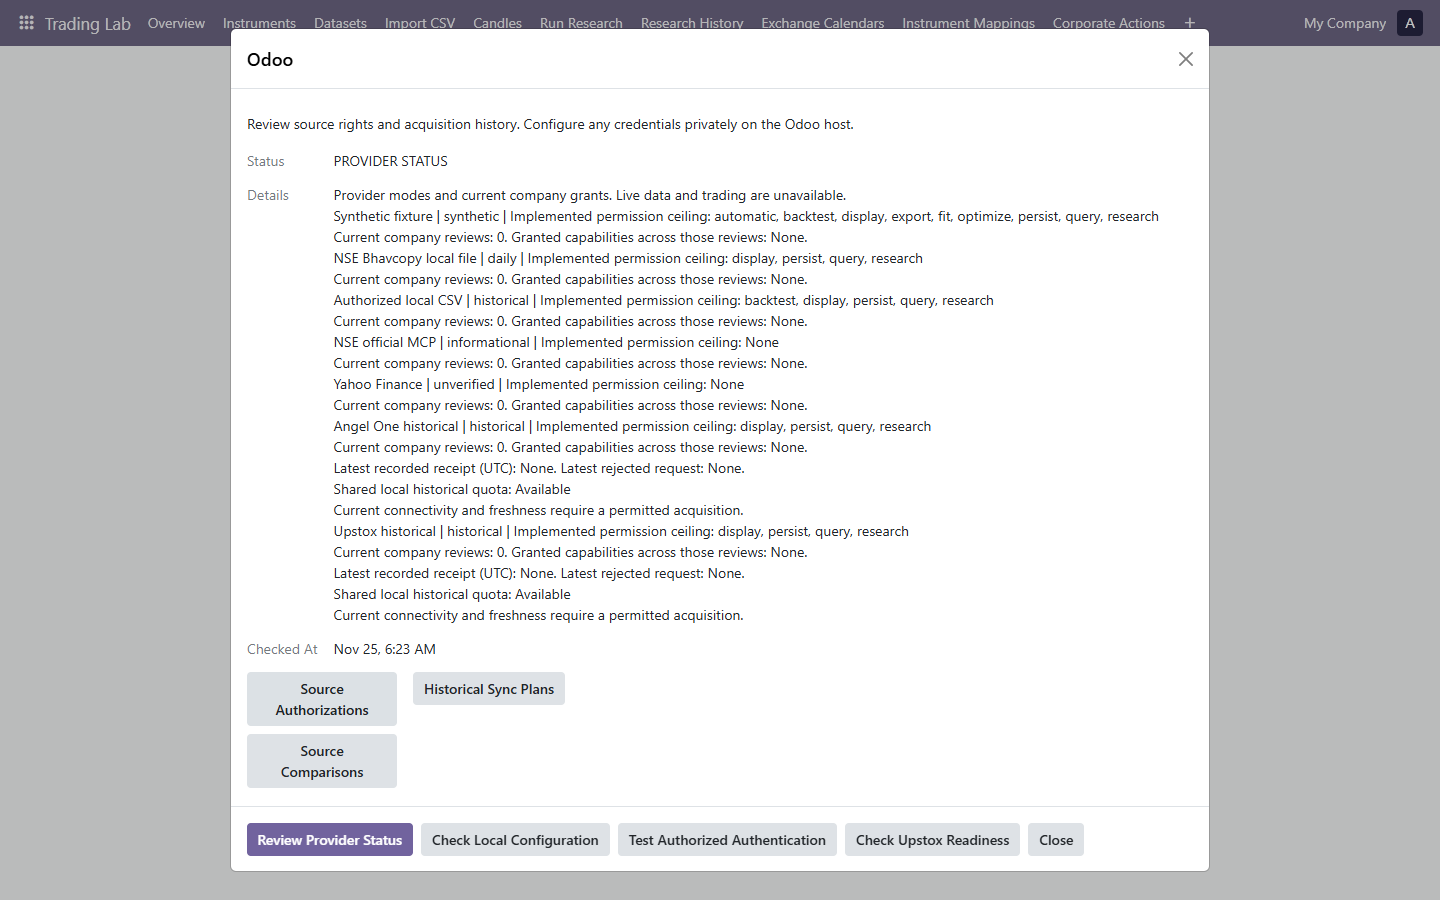 Trading Lab Overview Instruments Datasets Import CSV Candles Run Research Research History Exchange Calendars Instrument Mappings Corporate Actions + My Company A
Odoo
Review source rights and acquisition history. Configure any credentials privately on the Odoo host.
Status PROVIDER STATUS
Details Provider modes and current company grants. Live data and trading are unavailable.
Synthetic fixture | synthetic | Implemented permission ceiling: automatic, backtest, display, export, fit, optimize, persist, query, research
Current company reviews: 0. Granted capabilities across those reviews: None.
NSE Bhavcopy local file | daily | Implemented permission ceiling: display, persist, query, research
Current company reviews: 0. Granted capabilities across those reviews: None.
Authorized local CSV | historical | Implemented permission ceiling: backtest, display, persist, query, research
Current company reviews: 0. Granted capabilities across those reviews: None.
NSE official MCP | informational | Implemented permission ceiling: None
Current company reviews: 0. Granted capabilities across those reviews: None.
Yahoo Finance | unverified | Implemented permission ceiling: None
Current company reviews: 0. Granted capabilities across those reviews: None.
Angel One historical | historical | Implemented permission ceiling: display, persist, query, research
Current company reviews: 0. Granted capabilities across those reviews: None.
Latest recorded receipt (UTC): None. Latest rejected request: None.
Shared local historical quota: Available
Current connectivity and freshness require a permitted acquisition.
Upstox historical | historical | Implemented permission ceiling: display, persist, query, research
Current company reviews: 0. Granted capabilities across those reviews: None.
Latest recorded receipt (UTC): None. Latest rejected request: None.
Shared local historical quota: Available
Current connectivity and freshness require a permitted acquisition.
Checked At Nov 25, 6:23 AM
Source
Authorizations
Historical Sync Plans
Source
Comparisons
Review Provider Status Check Local Configuration Test Authorized Authentication Check Upstox Readiness Close